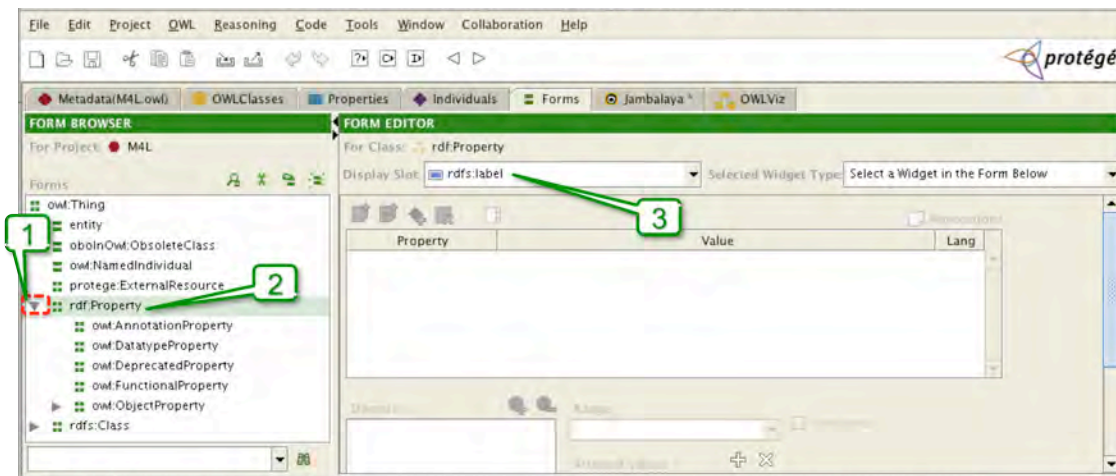 File Edit Project OWL Reasoning Code Tools Window Collaboration Help
protégé
Metadata(M4L.owl) OWLClasses Properties Individuals Forms Jambalaya OWLViz
FORM BROWSER FORM EDITOR
For Project: M4L For Class: rdf:Property
Forms Display Slot rdfs:label Selected Widget Type Select a Widget in the Form Below
owl:Thing
1 entity 3
oboInOwl:ObsoleteClass Property Value Lang
owl:NamedIndividual
protege:ExternalResource 2
rdf:Property
owl:AnnotationProperty
owl:DatatypeProperty
owl:DeprecatedProperty
owl:FunctionalProperty
owl:ObjectProperty
rdfs:Class